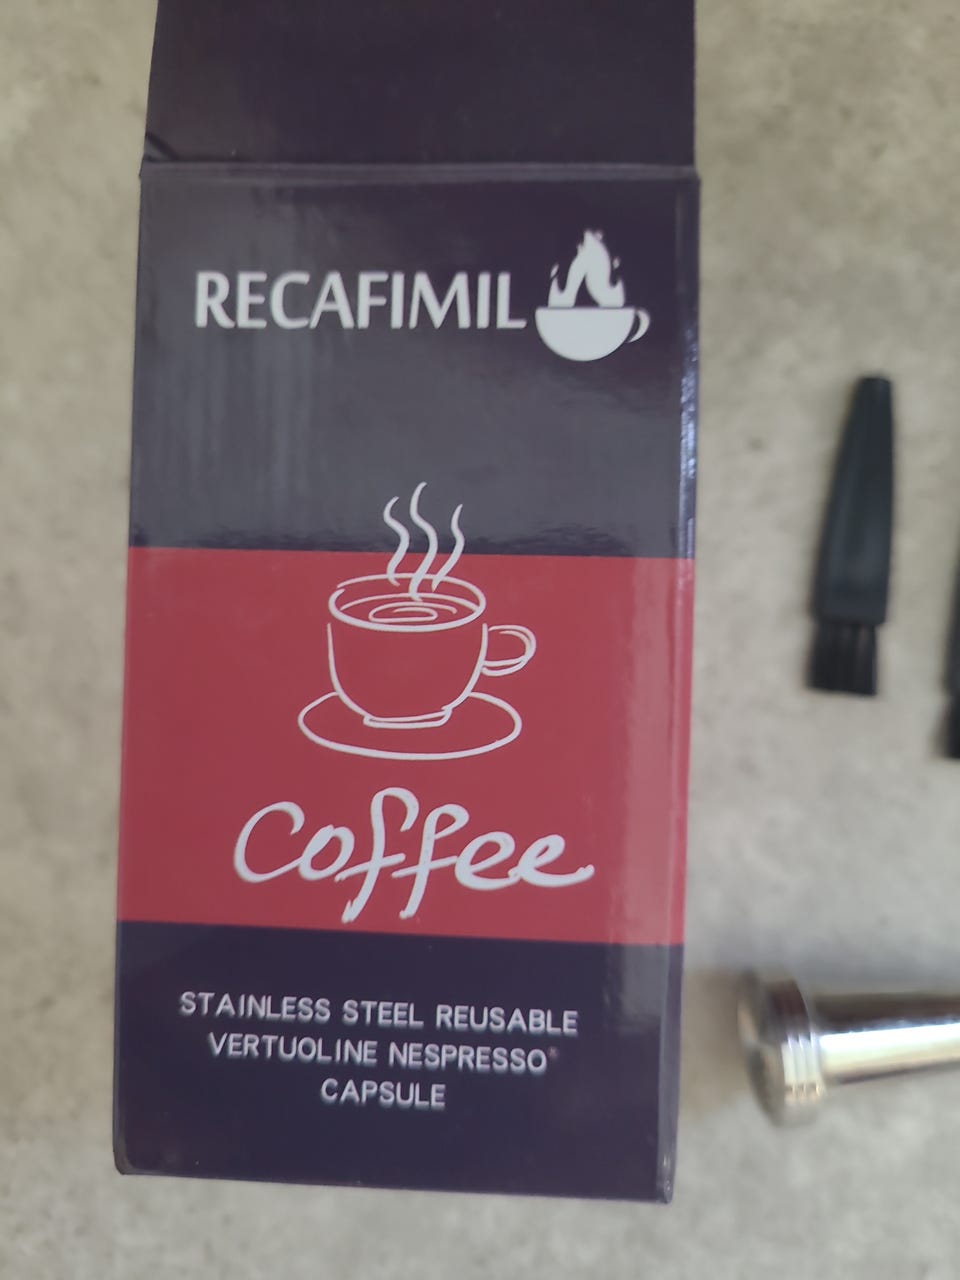 RECAFIMIL
Coffee
STAINLESS STEEL REUSABLE
VERTUOLINE NESPRESSO®
CAPSULE